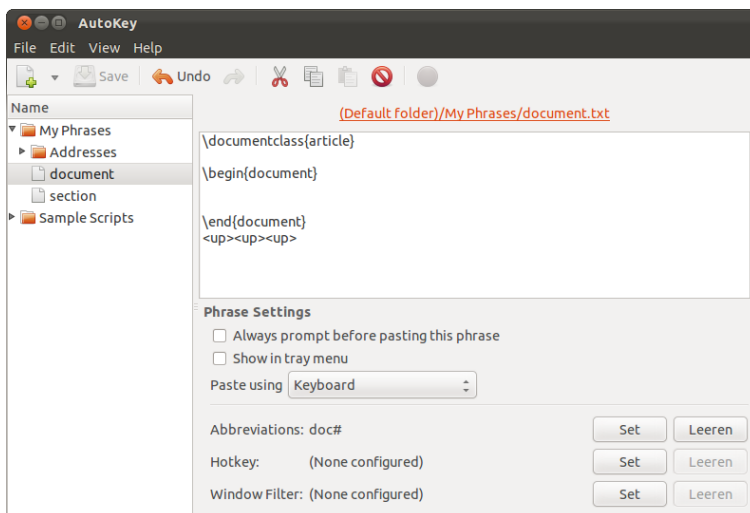 AutoKey
File Edit View Help
Save Undo
Name
My Phrases
Addresses
document
section
Sample Scripts
(Default folder)/My Phrases/document.txt
\documentclass{article}
\begin{document}
\end{document}
<up><up><up>
Phrase Settings
Always prompt before pasting this phrase
Show in tray menu
Paste using Keyboard
Abbreviations: doc# Set Leeren
Hotkey: (None configured) Set Leeren
Window Filter: (None configured) Set Leeren